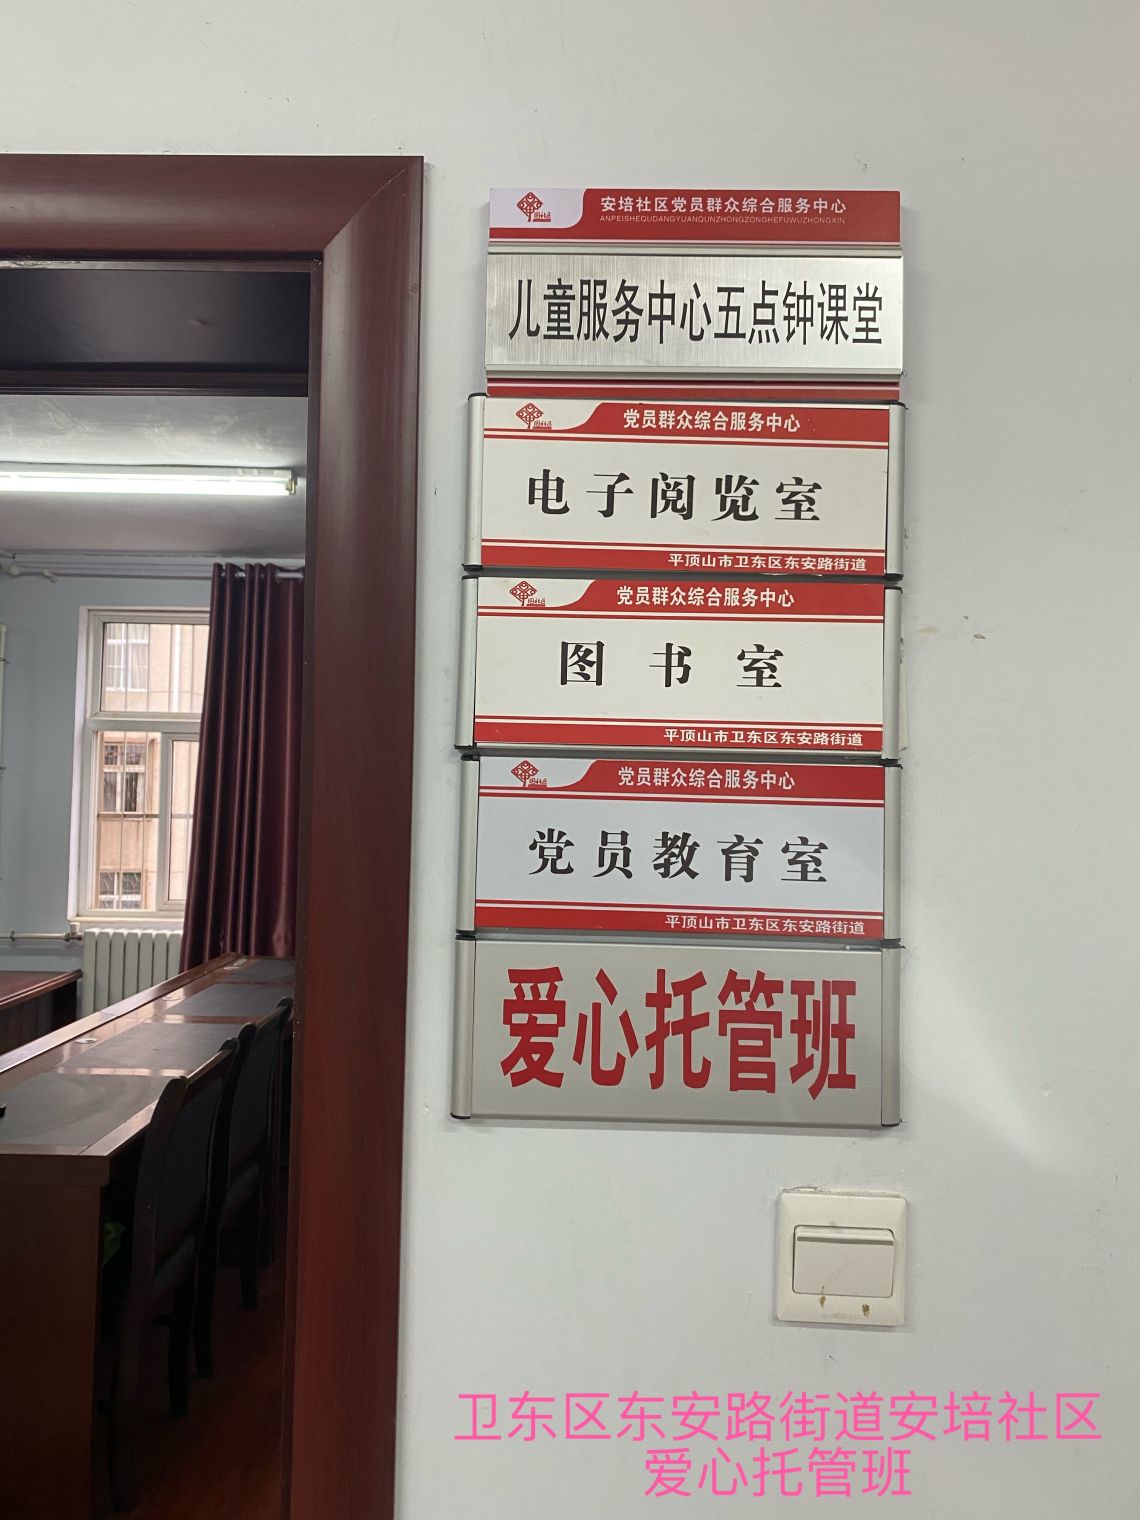 安培社区党员群众综合服务中心
ANPEISHEQUDANGYUANQUNZHONGZONGHEFUWUZHONGXIN
儿童服务中心五点钟课堂
党员群众综合服务中心
电子阅览室
平顶山市卫东区东安路街道
党员群众综合服务中心
图书室
平顶山市卫东区东安路街道
党员群众综合服务中心
党员教育室
平顶山市卫东区东安路街道
爱心托管班
卫东区东安路街道安培社区
爱心托管班